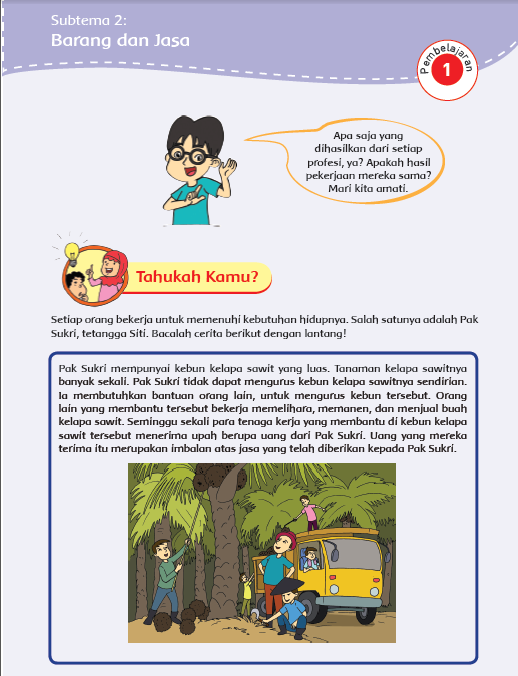 Subtema 2:
Barang dan Jasa
Pembelajaran
1
Apa saja yang
dihasilkan dari setiap
profesi, ya? Apakah hasil
pekerjaan mereka sama?
Mari kita amati.
Tahukah Kamu?
Setiap orang bekerja untuk memenuhi kebutuhan hidupnya. Salah satunya adalah Pak
Sukri, tetangga Siti. Bacalah cerita berikut dengan lantang!
Pak Sukri mempunyai kebun kelapa sawit yang luas. Tanaman kelapa sawitnya
banyak sekali. Pak Sukri tidak dapat mengurus kebun kelapa sawitnya sendirian.
Ia membutuhkan bantuan orang lain, untuk mengurus kebun tersebut. Orang
lain yang membantu tersebut bekerja memelihara, memanen, dan menjual buah
kelapa sawit. Seminggu sekali para tenaga kerja yang membantu di kebun kelapa
sawit tersebut menerima upah berupa uang dari Pak Sukri. Uang yang mereka
terima itu merupakan imbalan atas jasa yang telah diberikan kepada Pak Sukri.